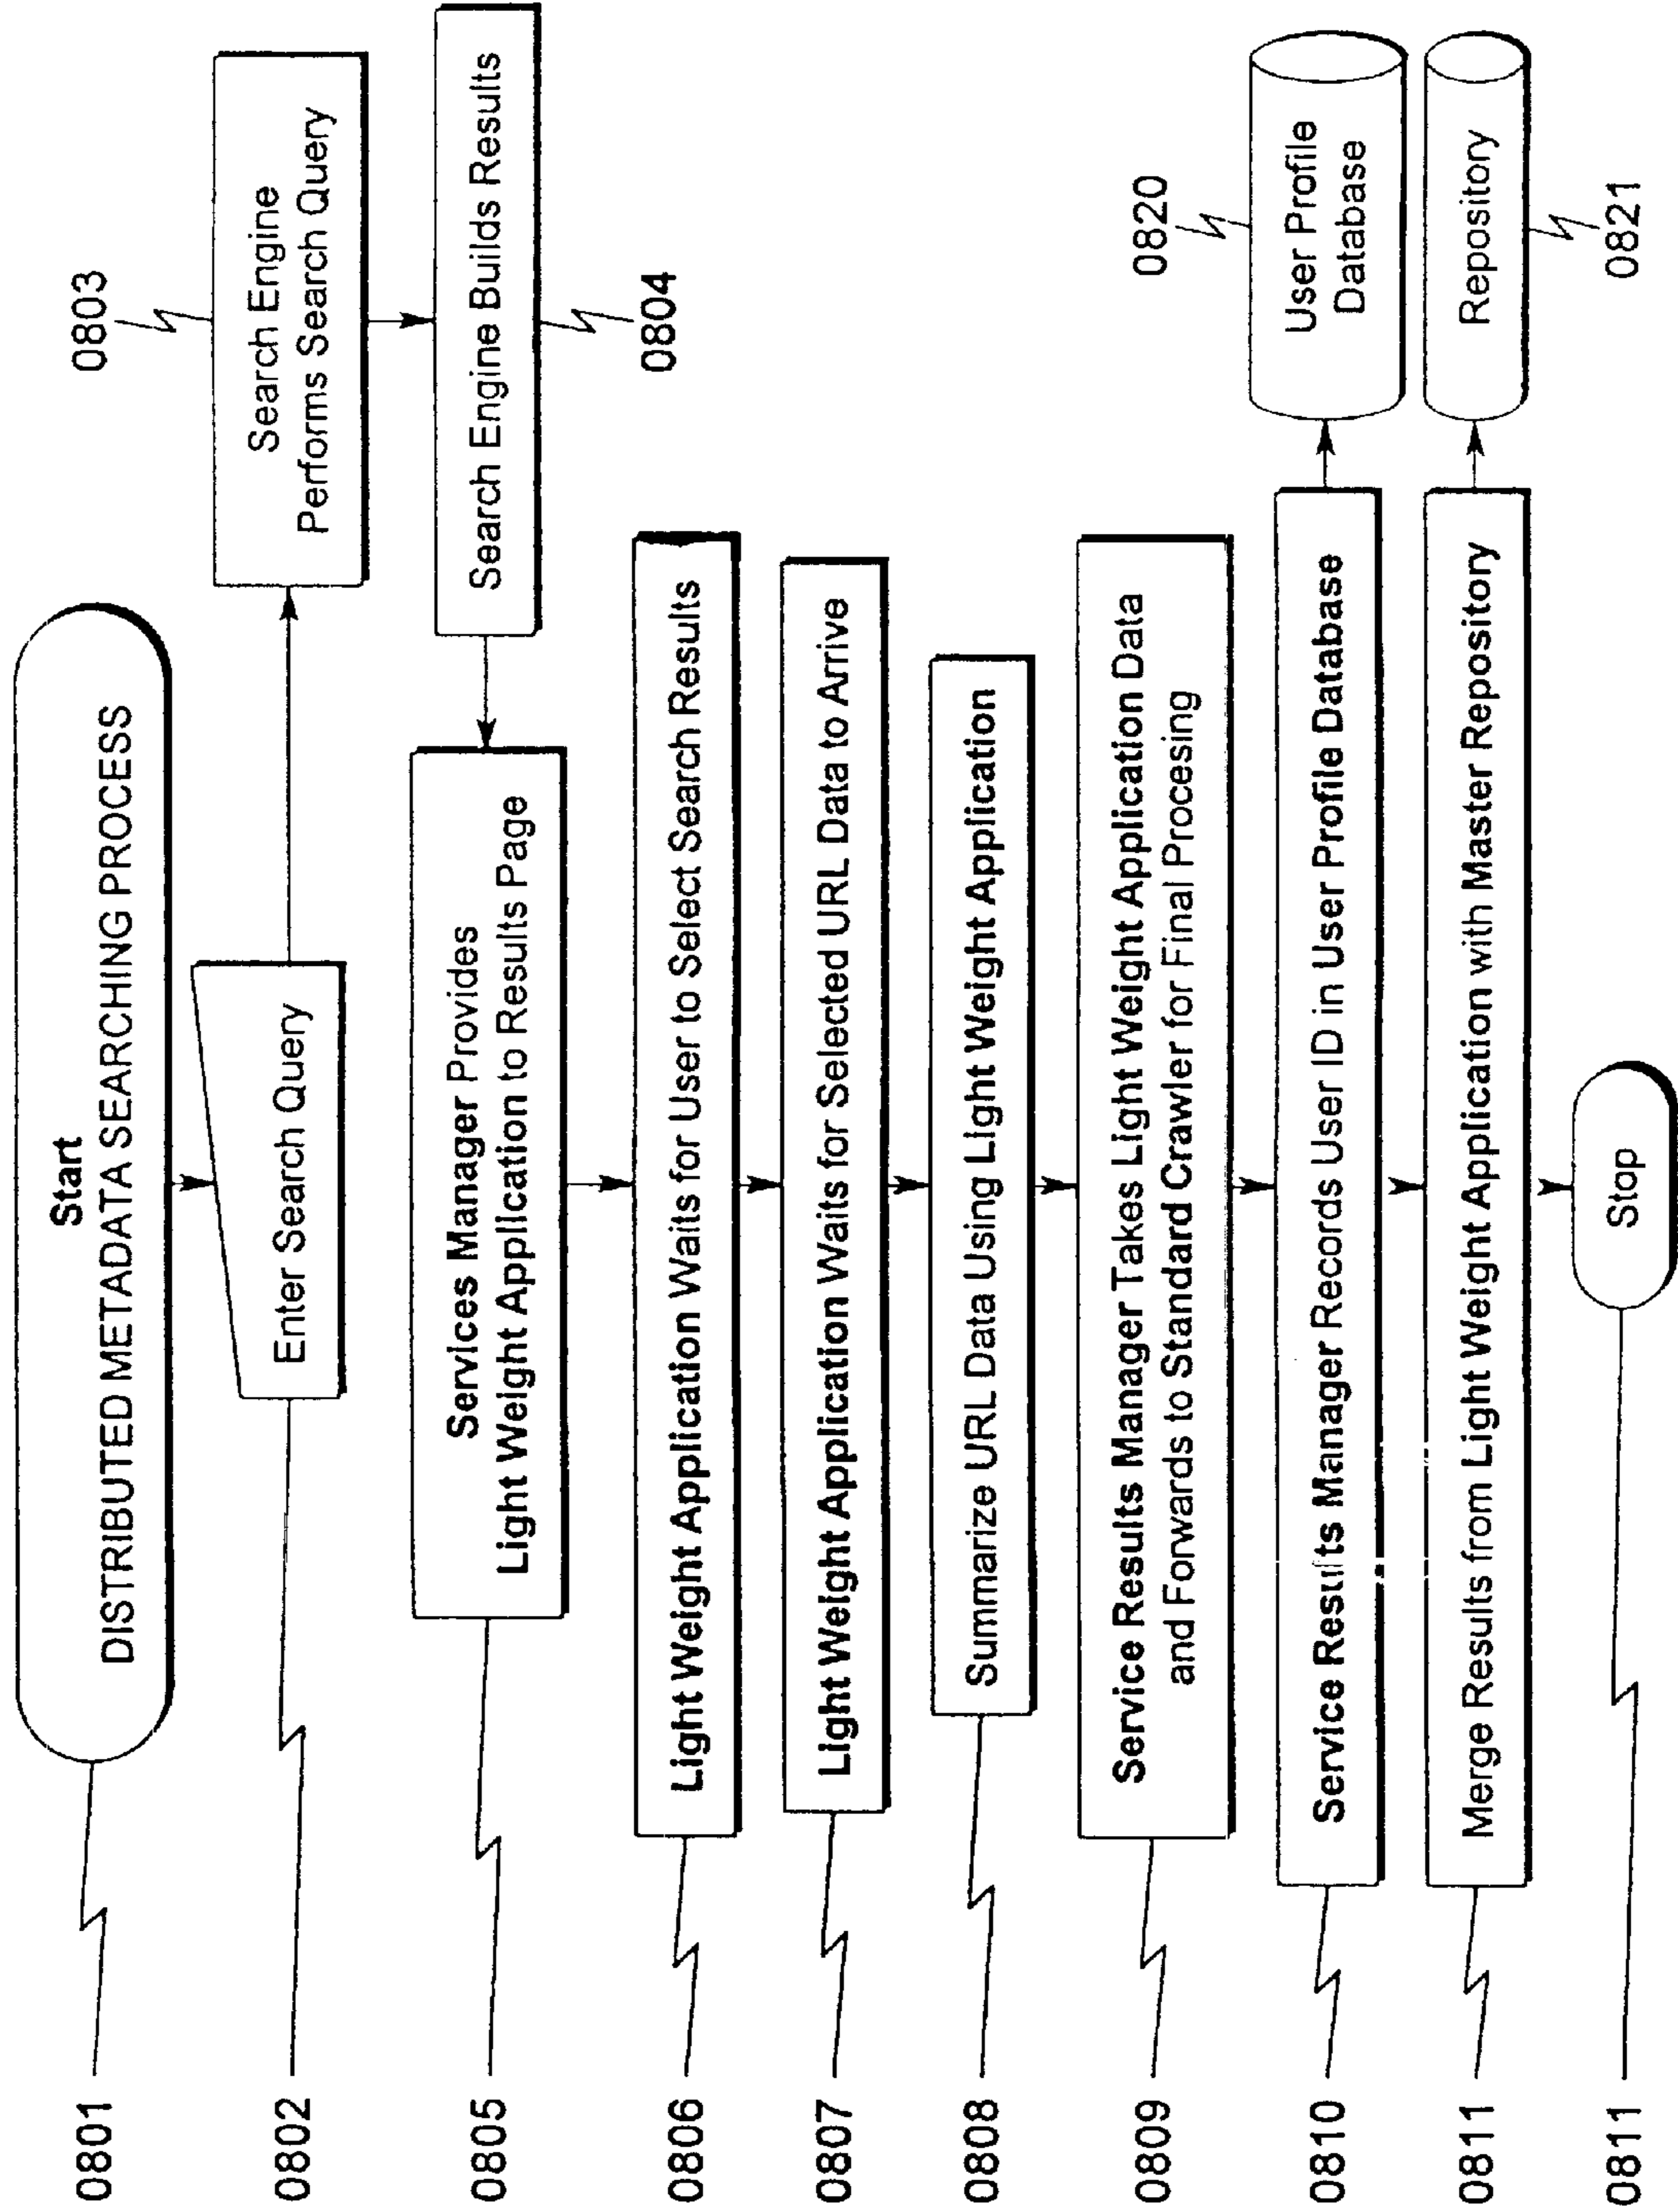 0801
Start
DISTRIBUTED METADATA SEARCHING PROCESS
0802
Enter Search Query
0803
Search Engine
Performs Search Query
Search Engine Builds Results
0804
0805
Services Manager Provides
Light Weight Application to Results Page
0806
Light Weight Application Waits for User to Select Search Results
0807
Light Weight Application Waits for Selected URL Data to Arrive
0808
Summarize URL Data Using Light Weight Application
0809
Service Results Manager Takes Light Weight Application Data
and Forwards to Standard Crawler for Final Procesing
0810
Service Results Manager Records User ID in User Profile Database
0820
User Profile
Database
0811
Merge Results from Light Weight Application with Master Repository
Repository
0821
0811
Stop